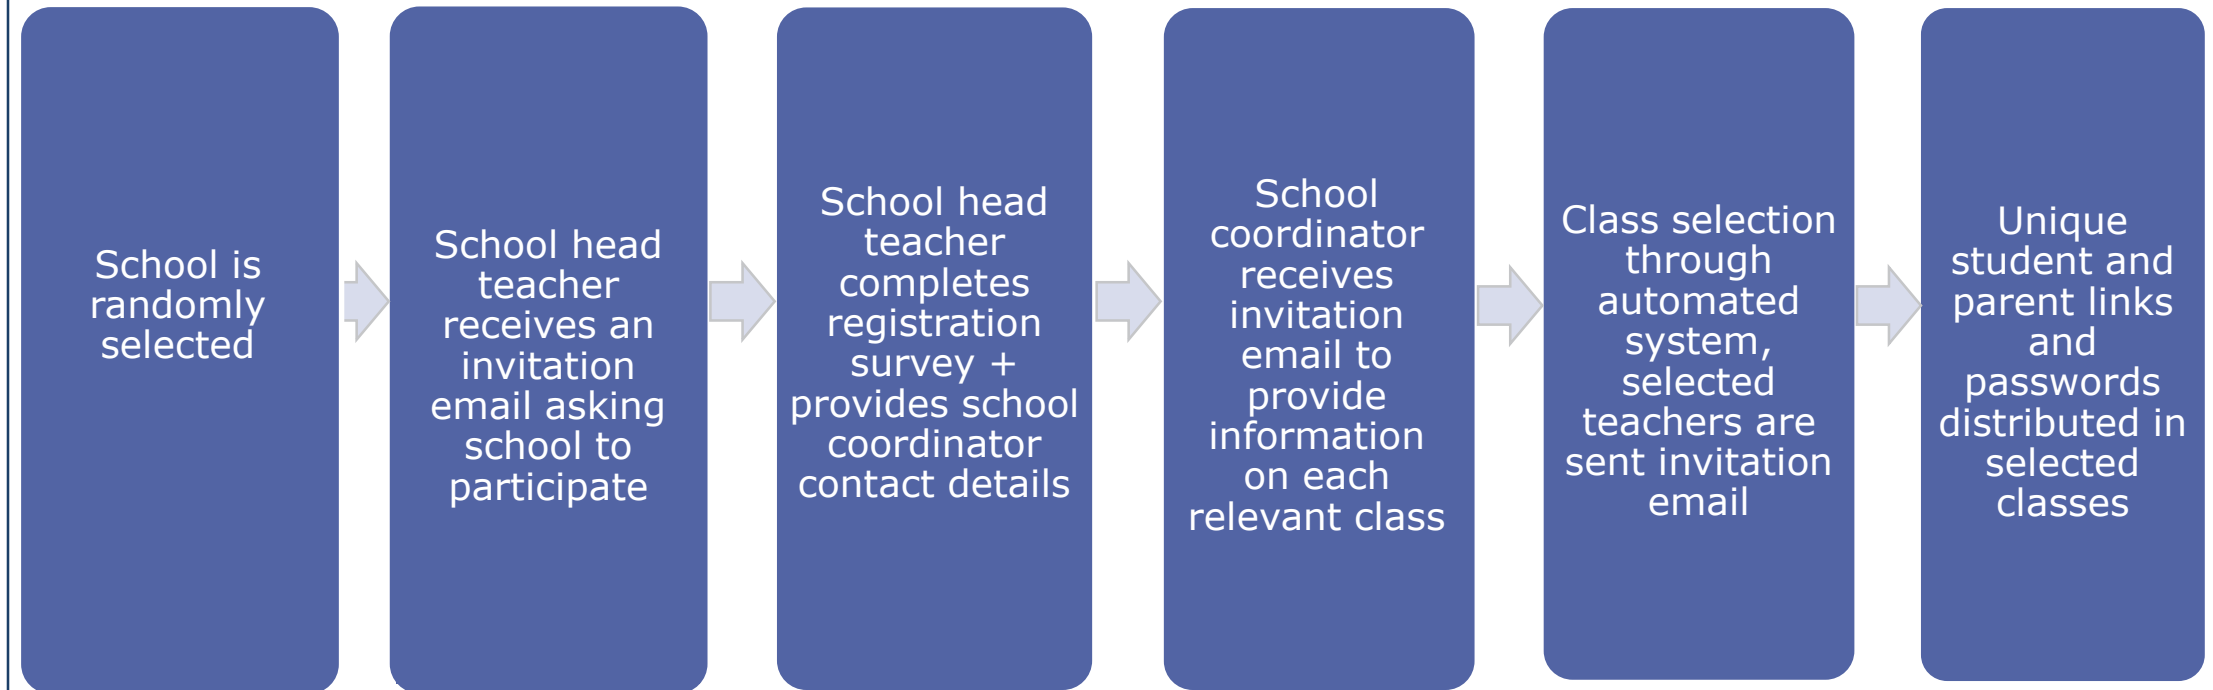 School is
randomly
selected
School head
teacher
receives an
invitation
email asking
school to
participate
School head
teacher
completes
registration
survey +
provides school
coordinator
contact details
School
coordinator
receives
invitation
email to
provide
information
on each
relevant class
Class selection
through
automated
system,
selected
teachers are
sent invitation
email
Unique
student and
parent links
and
passwords
distributed in
selected
classes